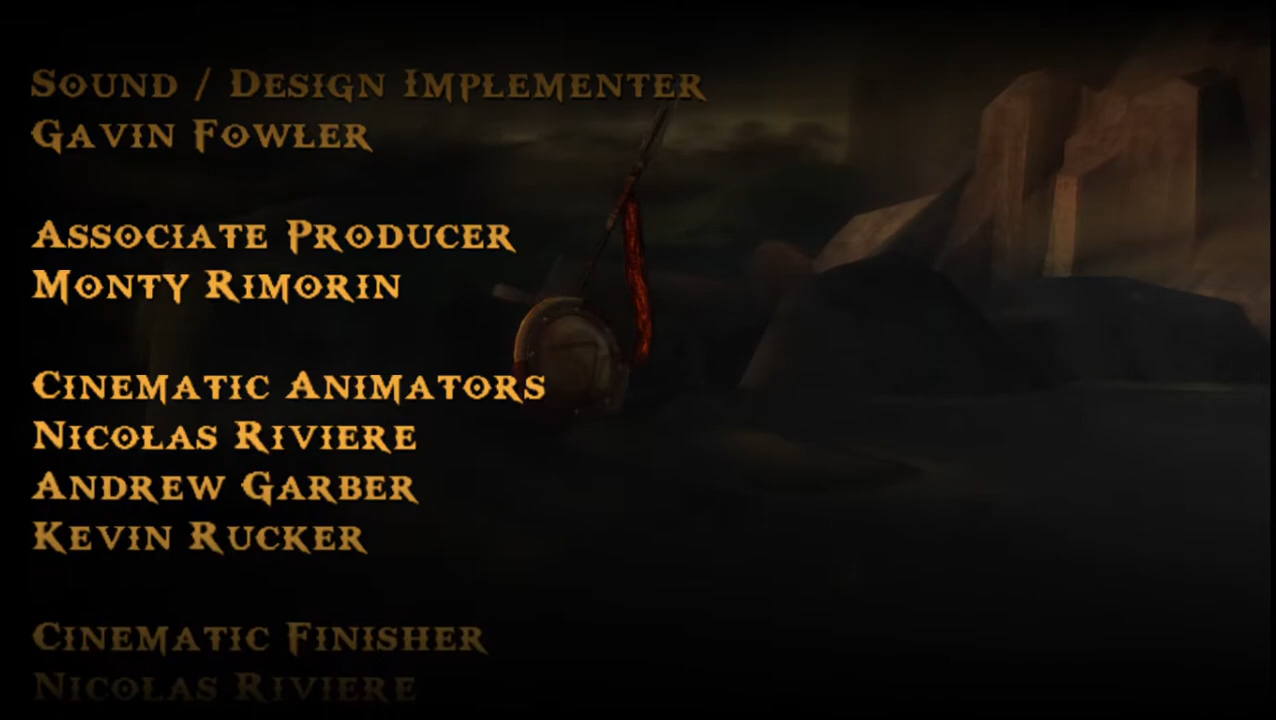 Sound / Design Implementer
Gavin Fowler
Associate Producer
Monty Rimorin
Cinematic Animators
Nicolas Riviere
Andrew Garber
Kevin Rucker
Cinematic Finisher
Nicolas Riviere